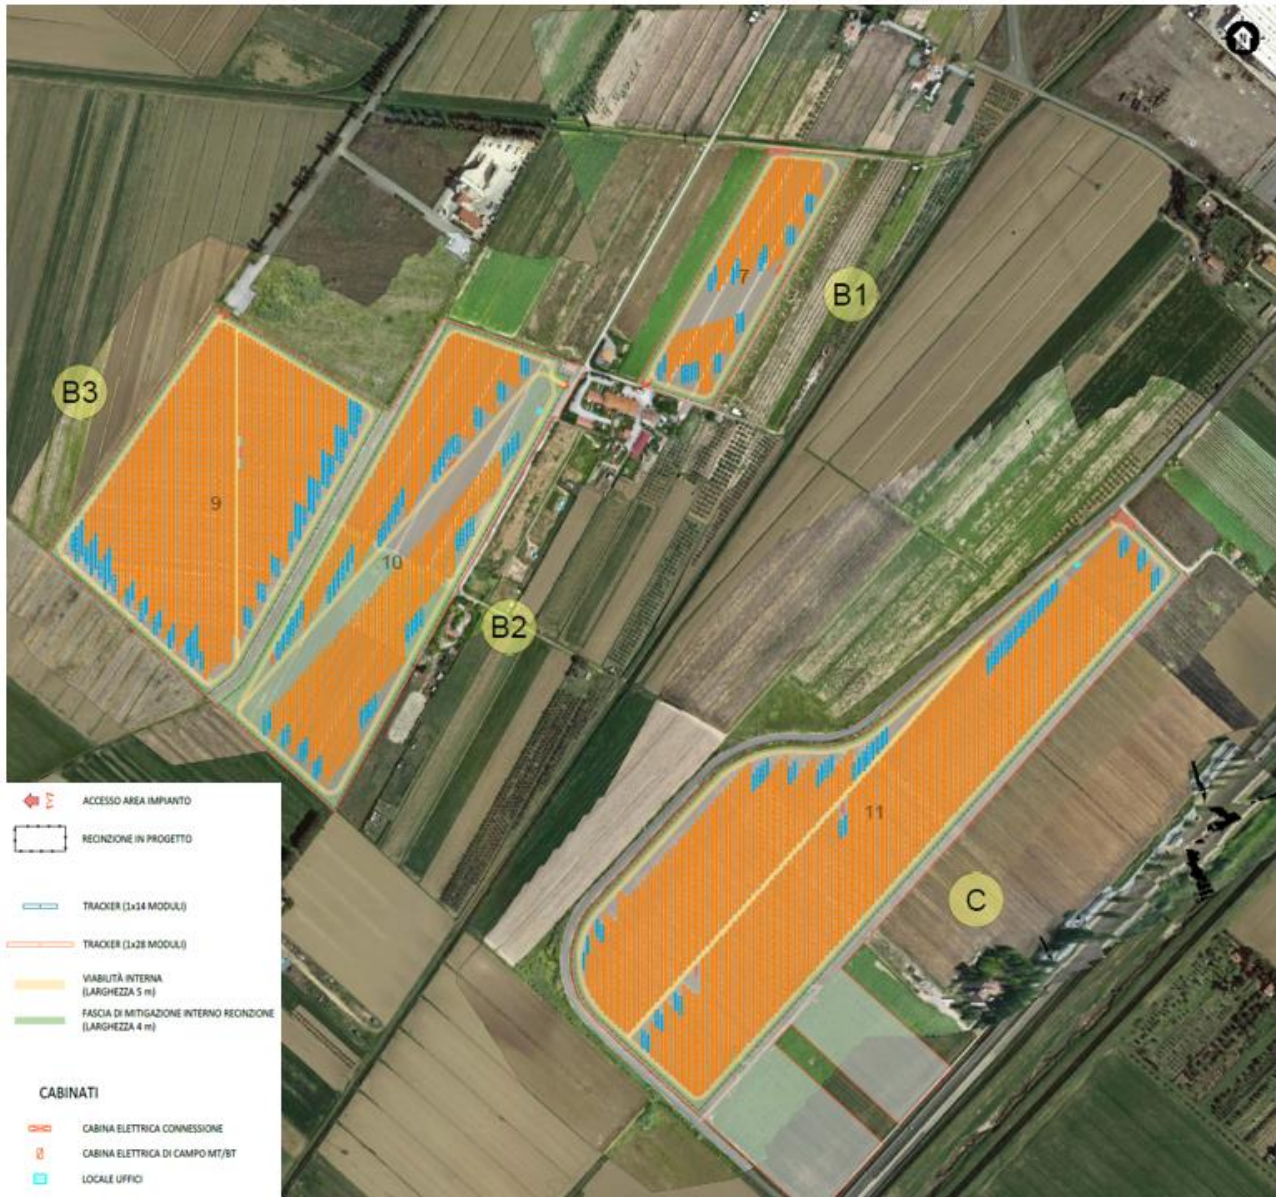 N
7
B1
B3
9
10
B2
11
C
ACCESSO AREA IMPIANTO
RECINZIONE IN PROGETTO
TRACKER (1x14 MODULI)
TRACKER (1x28 MODULI)
VIABILITÀ INTERNA
(LARGHEZZA 5 m)
FASCIA DI MITIGAZIONE INTERNO RECINZIONE
(LARGHEZZA 4 m)
CABINATI
CABINA ELETTRICA CONNESSIONE
CABINA ELETTRICA DI CAMPO MT/BT
LOCALE UFFICI